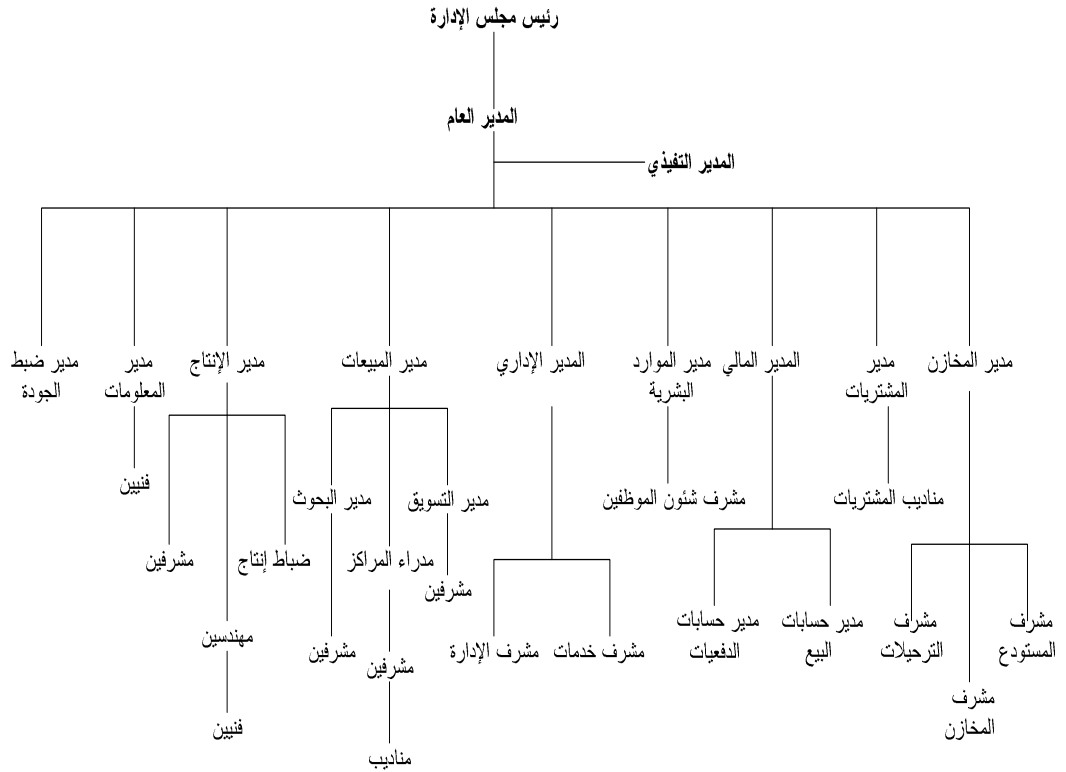 رئيس مجلس الإدارة
المدير العام
المدير التفيذي
مدير المخازن
مدير
المشتريات
المدير المالي
مدير الموارد
البشرية
المدير الإداري
مدير المبيعات
مدير الإنتاج
مدير
المعلومات
مدير ضبط
الجودة
فنيين
مناديب المشتريات
مشرف شئون الموظفين
مدير التسويق
مدير البحوث
ضباط إنتاج
مشرفين
مدراء المراكز
مشرفين
مشرف
المستودع
مشرف
الترحيلات
مدير حسابات
البيع
مدير حسابات
الدفعيات
مشرف خدمات
مشرف الإدارة
مشرفين
مشرفين
مهندسين
مشرف
المخازن
فنيين
مناديب